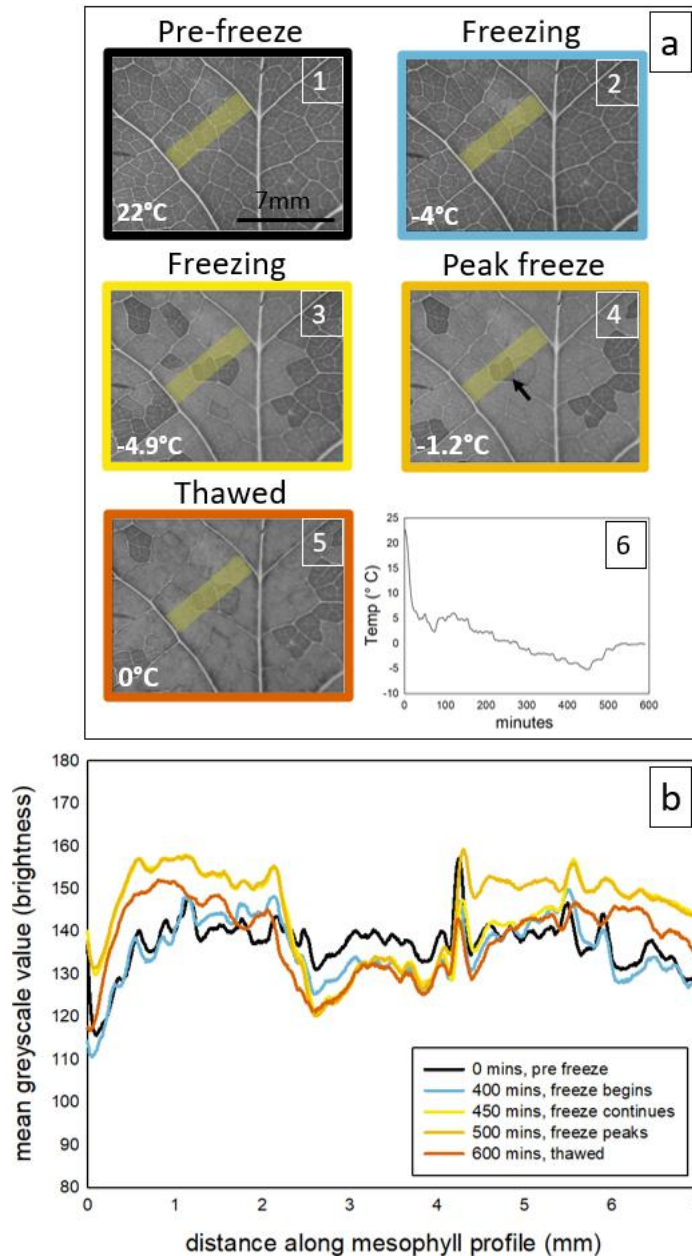 Pre-freeze
Freezing
a
1
2
22°C
7mm
-4°C
Freezing
Peak freeze
3
4
-4.9°C
-1.2°C
Thawed
5
0°C
6
25
20
15
10
5
0
-5
-10
Temp (° C)
0 100 200 300 400 500 600
minutes
b
180
170
160
150
140
130
120
110
100
90
80
mean greyscale value (brightness)
0 mins, pre freeze
400 mins, freeze begins
450 mins, freeze continues
500 mins, freeze peaks
600 mins, thawed
0 1 2 3 4 5 6
distance along mesophyll profile (mm)